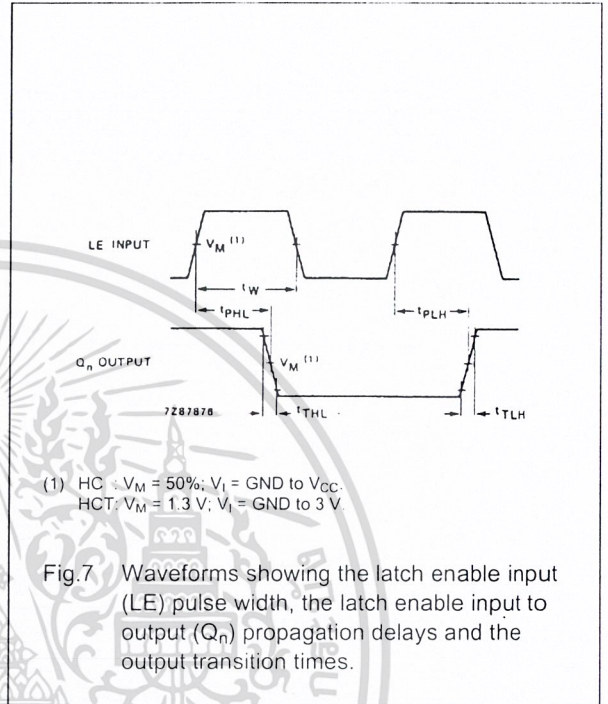 LE INPUT
V_M (1)
t_W
t_PHL
t_PLH
Q_n OUTPUT
V_M (1)
7Z87876
t_THL
t_TLH
(1) HC : V_M = 50%; V_I = GND to V_CC.
HCT: V_M = 1.3 V; V_I = GND to 3 V.
Fig.7 Waveforms showing the latch enable input
(LE) pulse width, the latch enable input to
output (Q_n) propagation delays and the
output transition times.